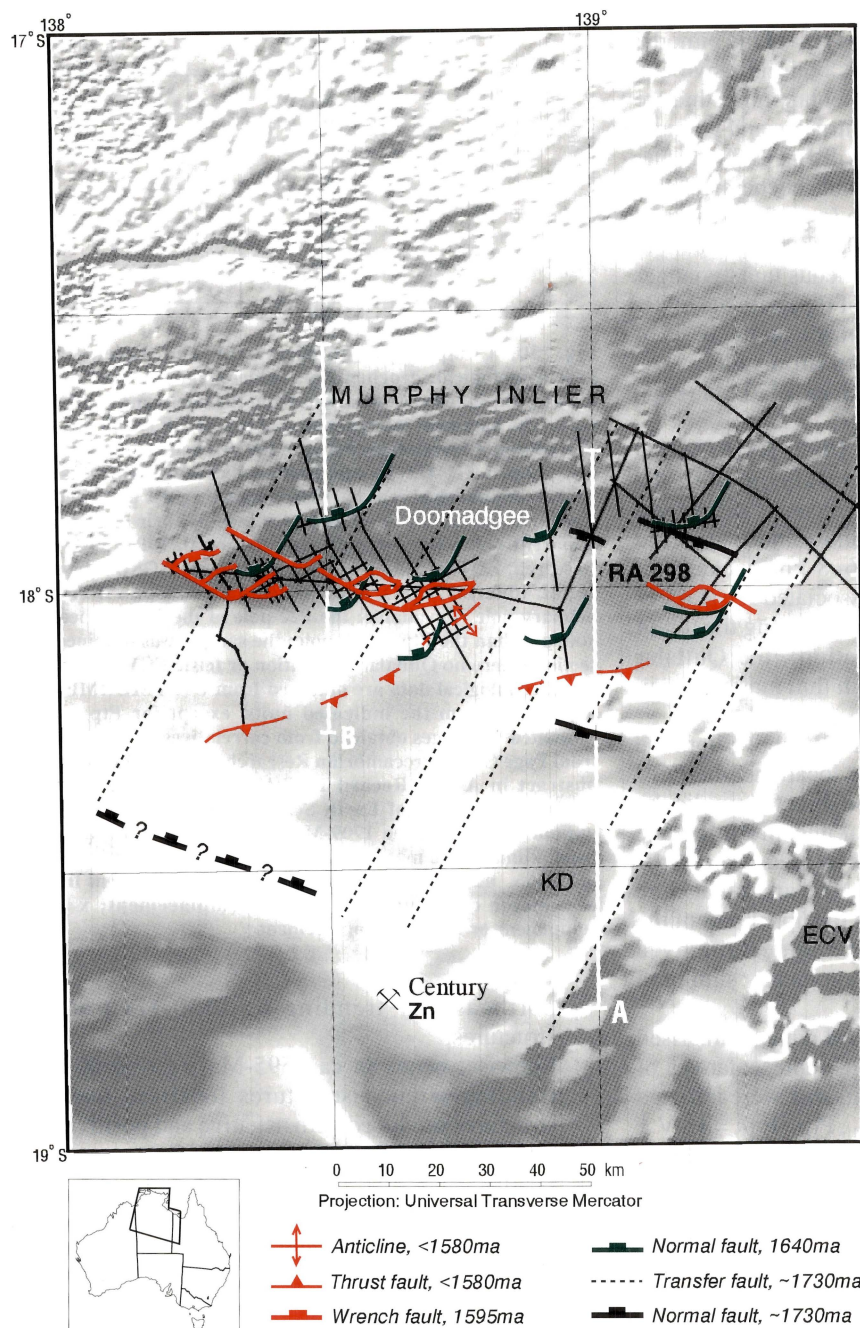 138°
139°
17°S
MURPHY INLIER
Doomadgee
RA 298
18°S
B
?
?
?
KD
ECV
Century
Zn
A
19°S
0 10 20 30 40 50 km
Projection: Universal Transverse Mercator
Anticline, <1580ma
Normal fault, 1640ma
Thrust fault, <1580ma
Transfer fault, ~1730ma
Wrench fault, 1595ma
Normal fault, ~1730ma